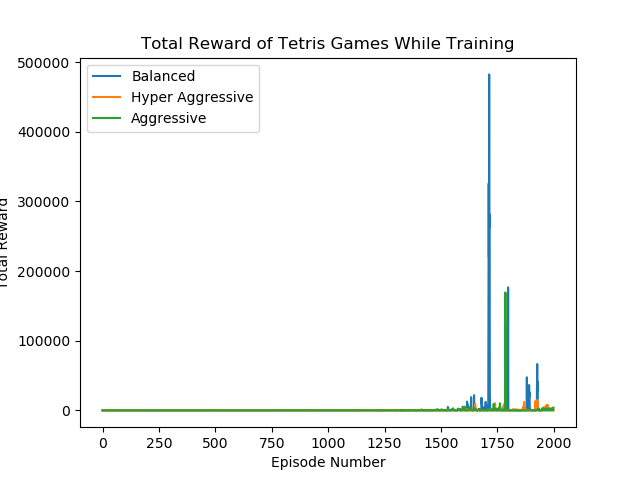 Total Reward of Tetris Games While Training
500000
400000
300000
200000
100000
0
Total Reward
Balanced
Hyper Aggressive
Aggressive
0 250 500 750 1000 1250 1500 1750 2000
Episode Number